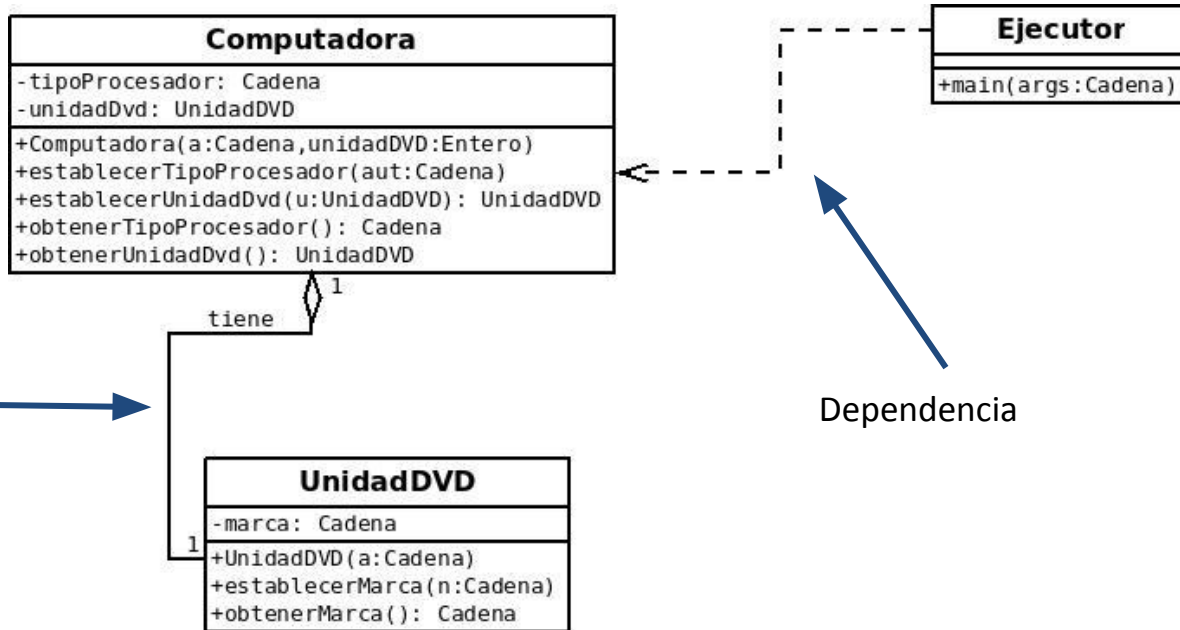 Computadora
-tipoProcesador: Cadena
-unidadDvd: UnidadDVD
+Computadora(a:Cadena,unidadDVD:Entero)
+establecerTipoProcesador(aut:Cadena)
+establecerUnidadDvd(u:UnidadDVD): UnidadDVD
+obtenerTipoProcesador(): Cadena
+obtenerUnidadDvd(): UnidadDVD
Ejecutor
+main(args:Cadena)
1
tiene
Dependencia
1
UnidadDVD
-marca: Cadena
+UnidadDVD(a:Cadena)
+establecerMarca(n:Cadena)
+obtenerMarca(): Cadena